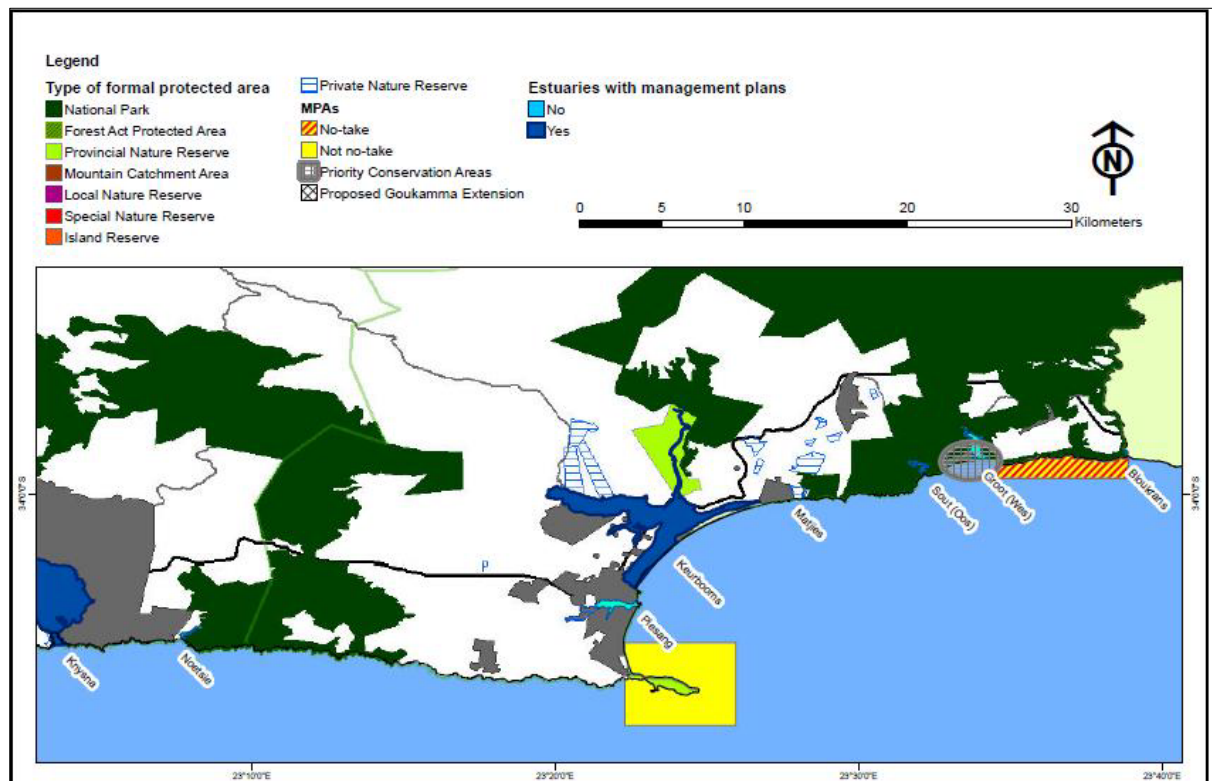 Legend
Type of formal protected area
National Park
Forest Act Protected Area
Provincial Nature Reserve
Mountain Catchment Area
Local Nature Reserve
Special Nature Reserve
Island Reserve
Private Nature Reserve
MPAs
No-take
Not no-take
Priority Conservation Areas
Proposed Goukamma Extension
Estuaries with management plans
No
Yes
N
0 5 10 20 30
Kilometers
34°0'0"S
34°0'0"S
Knysna
Noetsie
P
Piesang
Keurbooms
Matjies
Sout (Oos)
Groot (Wes)
Bloukrans
23°10'0"E
23°20'0"E
23°30'0"E
23°40'0"E